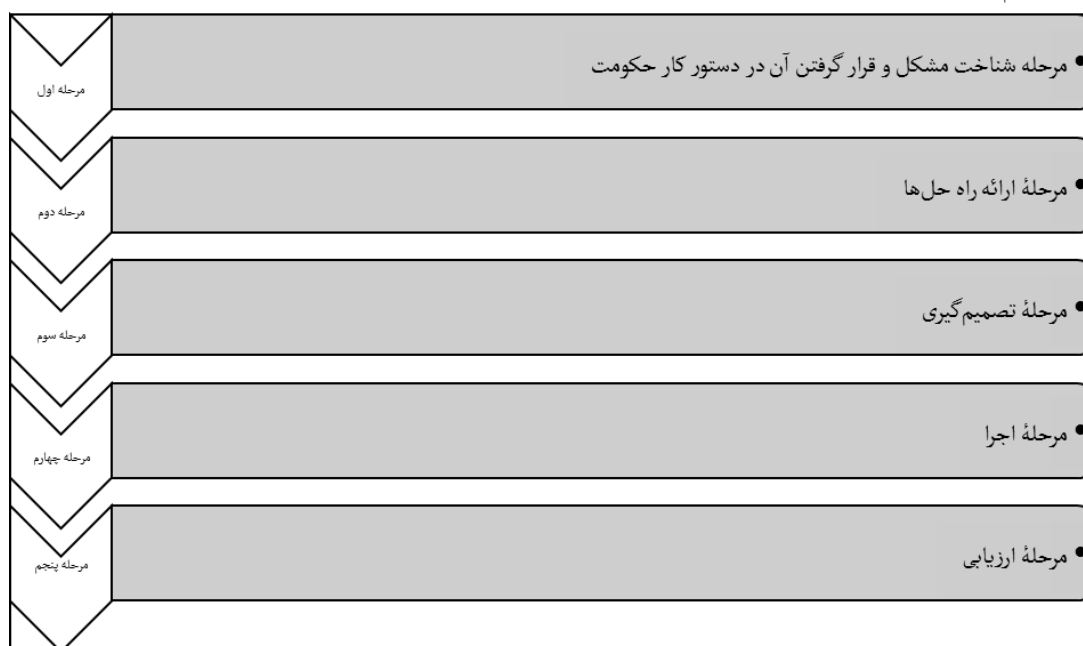 مرحله اول
• مرحله شناخت مشکل و قرار گرفتن آن در دستور کار حکومت
مرحله دوم
• مرحلهٔ ارائه راه حل‌ها
مرحله سوم
• مرحلهٔ تصمیم‌گیری
مرحله چهارم
• مرحلهٔ اجرا
مرحله پنجم
• مرحلهٔ ارزیابی